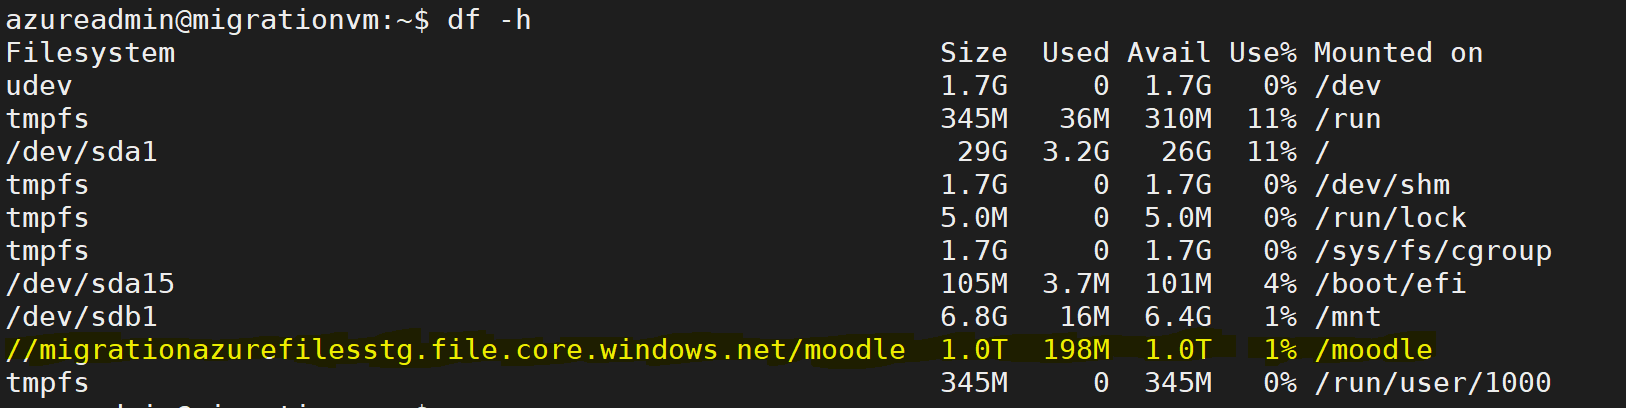 azureadmin@migrationvm:~$ df -h
Filesystem Size Used Avail Use% Mounted on
udev 1.7G 0 1.7G 0% /dev
tmpfs 345M 36M 310M 11% /run
/dev/sda1 29G 3.2G 26G 11% /
tmpfs 1.7G 0 1.7G 0% /dev/shm
tmpfs 5.0M 0 5.0M 0% /run/lock
tmpfs 1.7G 0 1.7G 0% /sys/fs/cgroup
/dev/sda15 105M 3.7M 101M 4% /boot/efi
/dev/sdb1 6.8G 16M 6.4G 1% /mnt
//migrationazurefilesstg.file.core.windows.net/moodle 1.0T 198M 1.0T 1% /moodle
tmpfs 345M 0 345M 0% /run/user/1000